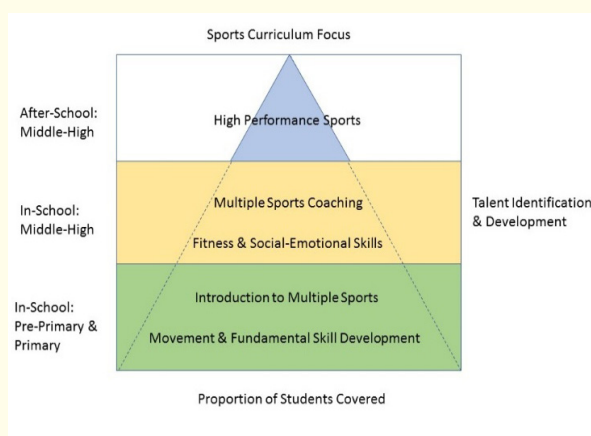 Sports Curriculum Focus
After-School:
Middle-High
High Performance Sports
In-School:
Middle-High
Multiple Sports Coaching
Fitness & Social-Emotional Skills
Talent Identification
& Development
In-School:
Pre-Primary &
Primary
Introduction to Multiple Sports
Movement & Fundamental Skill Development
Proportion of Students Covered